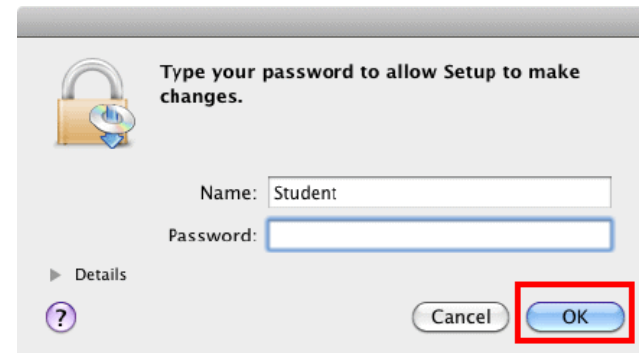 Type your password to allow Setup to make
changes.
Name: Student
Password:
Details
?
Cancel OK